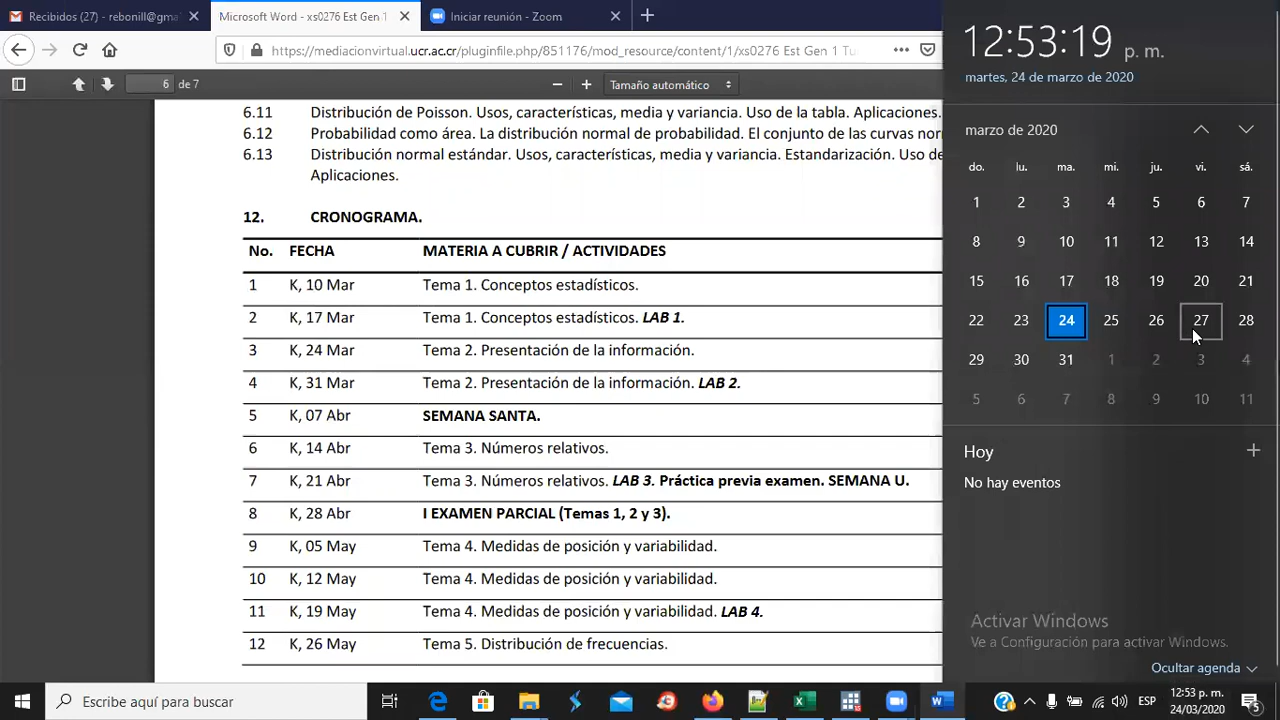 Recibidos (27) - rebonill@gma
Microsoft Word - xs0276 Est Gen 1
Iniciar reunión - Zoom
https://mediacionvirtual.ucr.ac.cr/pluginfile.php/851176/mod_resource/content/1/xs0276 Est Gen 1 Tu
6 de 7
Tamaño automático
6.11 Distribución de Poisson. Usos, características, media y variancia. Uso de la tabla. Aplicaciones.
6.12 Probabilidad como área. La distribución normal de probabilidad. El conjunto de las curvas nor
6.13 Distribución normal estándar. Usos, características, media y variancia. Estandarización. Uso de
Aplicaciones.
12. CRONOGRAMA.
No. FECHA MATERIA A CUBRIR / ACTIVIDADES
1 K, 10 Mar Tema 1. Conceptos estadísticos.
2 K, 17 Mar Tema 1. Conceptos estadísticos. LAB 1.
3 K, 24 Mar Tema 2. Presentación de la información.
4 K, 31 Mar Tema 2. Presentación de la información. LAB 2.
5 K, 07 Abr SEMANA SANTA.
6 K, 14 Abr Tema 3. Números relativos.
7 K, 21 Abr Tema 3. Números relativos. LAB 3. Práctica previa examen. SEMANA U.
8 K, 28 Abr I EXAMEN PARCIAL (Temas 1, 2 y 3).
9 K, 05 May Tema 4. Medidas de posición y variabilidad.
10 K, 12 May Tema 4. Medidas de posición y variabilidad.
11 K, 19 May Tema 4. Medidas de posición y variabilidad. LAB 4.
12 K, 26 May Tema 5. Distribución de frecuencias.
12:53:19 p. m.
martes, 24 de marzo de 2020
marzo de 2020
do. lu. ma. mi. ju. vi. sá.
1 2 3 4 5 6 7
8 9 10 11 12 13 14
15 16 17 18 19 20 21
22 23 24 25 26 27 28
29 30 31 1 2 3 4
5 6 7 8 9 10 11
Hoy
No hay eventos
Activar Windows
Ve a Configuración para activar Windows.
Ocultar agenda
Escribe aquí para buscar
ESP
12:53 p. m.
24/03/2020
5